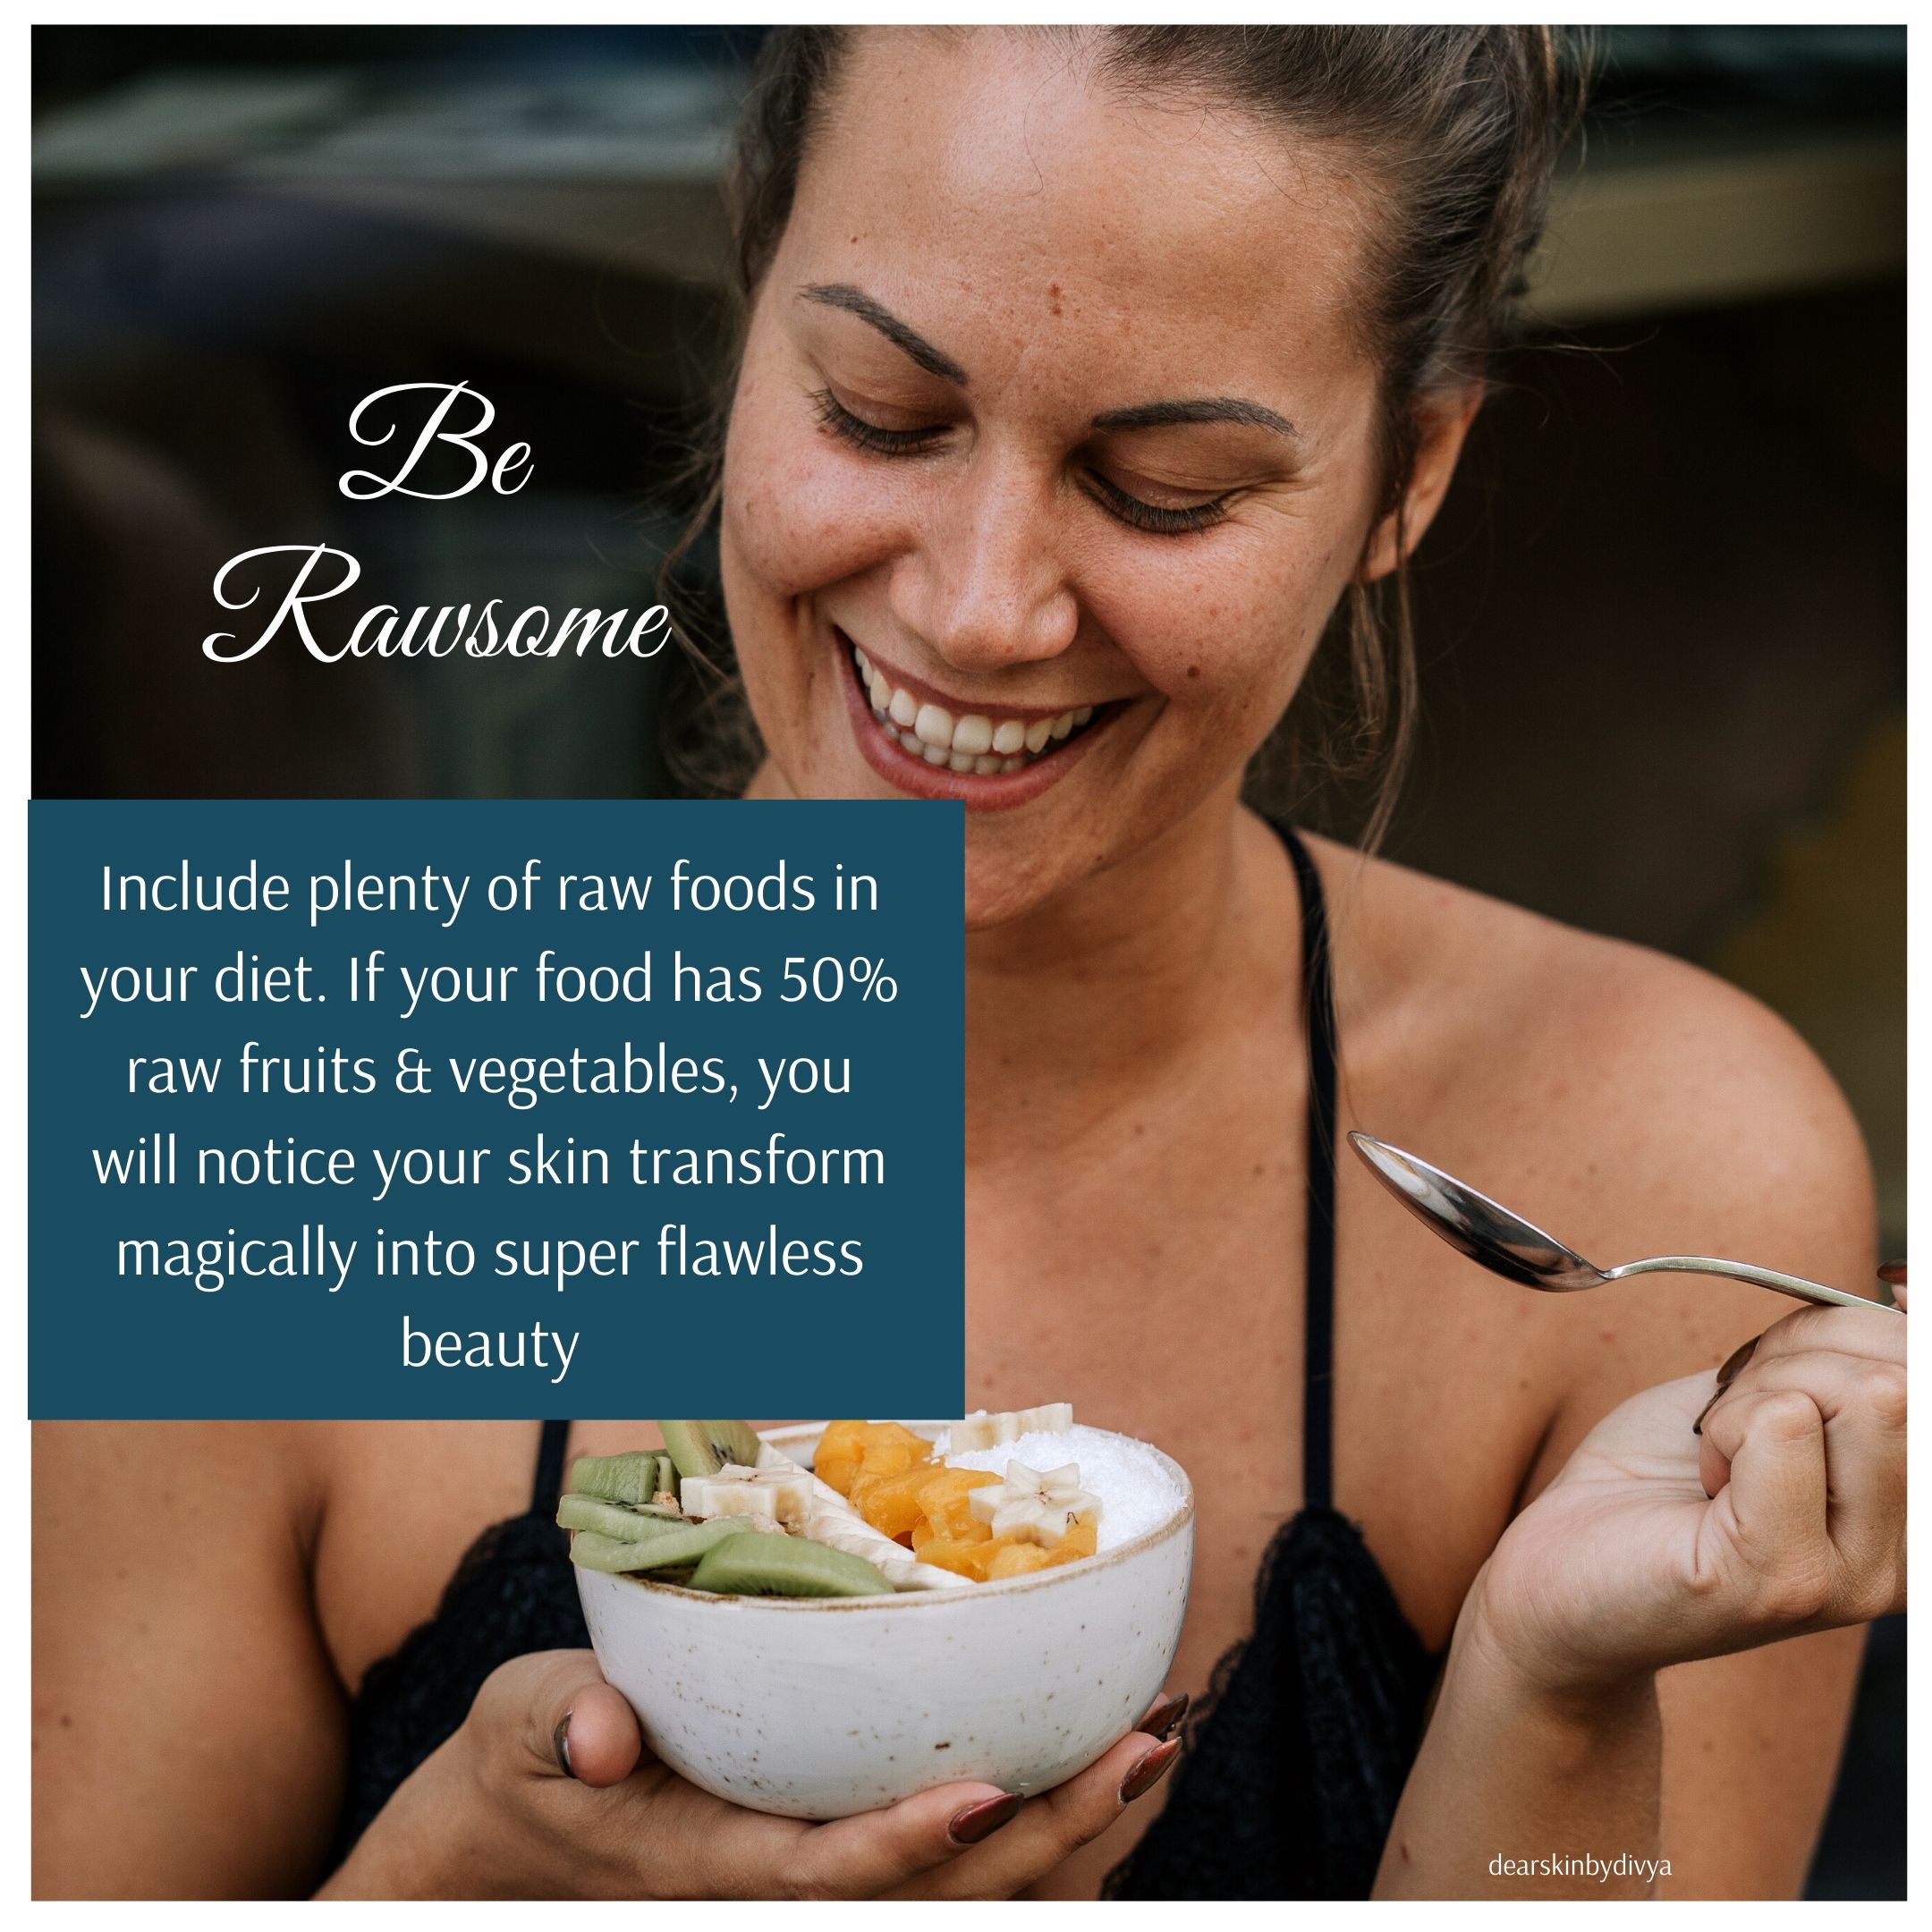 Be
Rawsome
Include plenty of raw foods in
your diet. If your food has 50%
raw fruits & vegetables, you
will notice your skin transform
magically into super flawless
beauty
dearskinbydivya